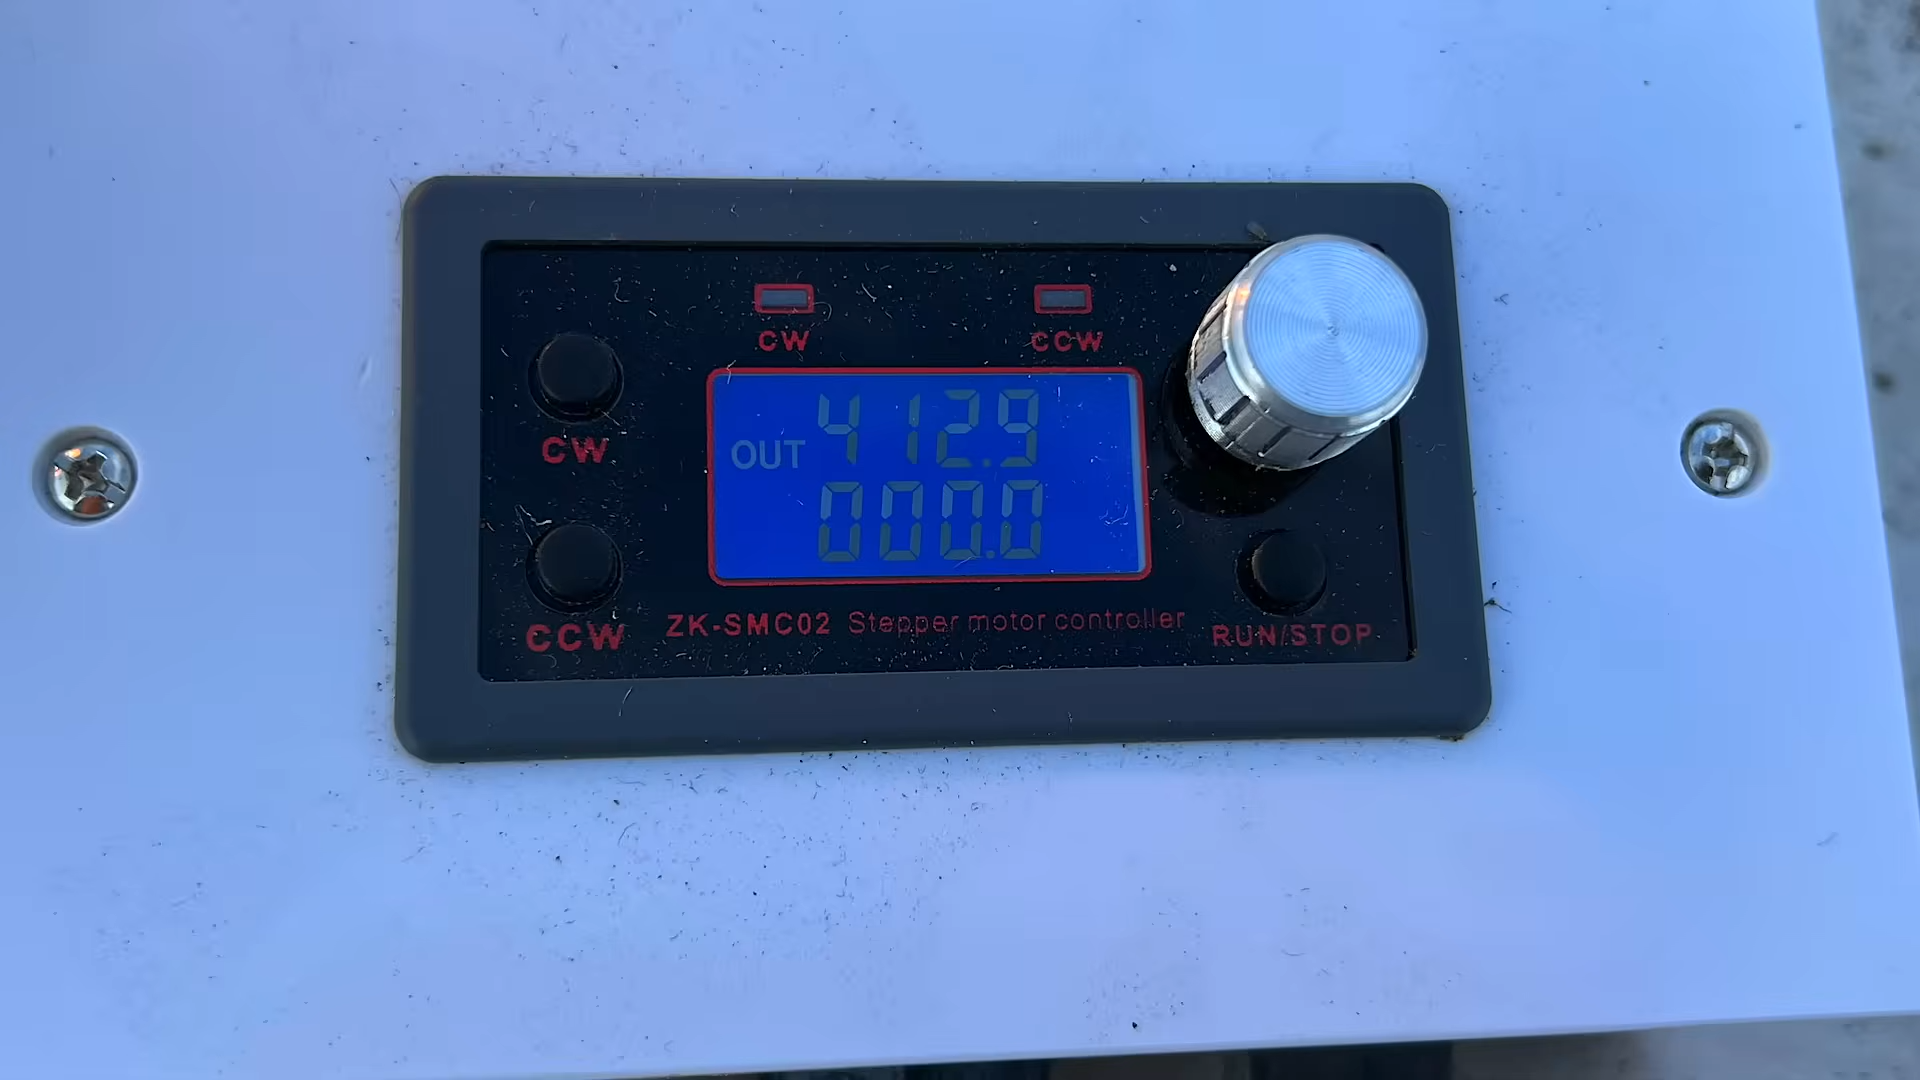 CW CCW
CW
OUT 412.9
000.0
CCW
ZK-SMC02 Stepper motor controller
RUN/STOP